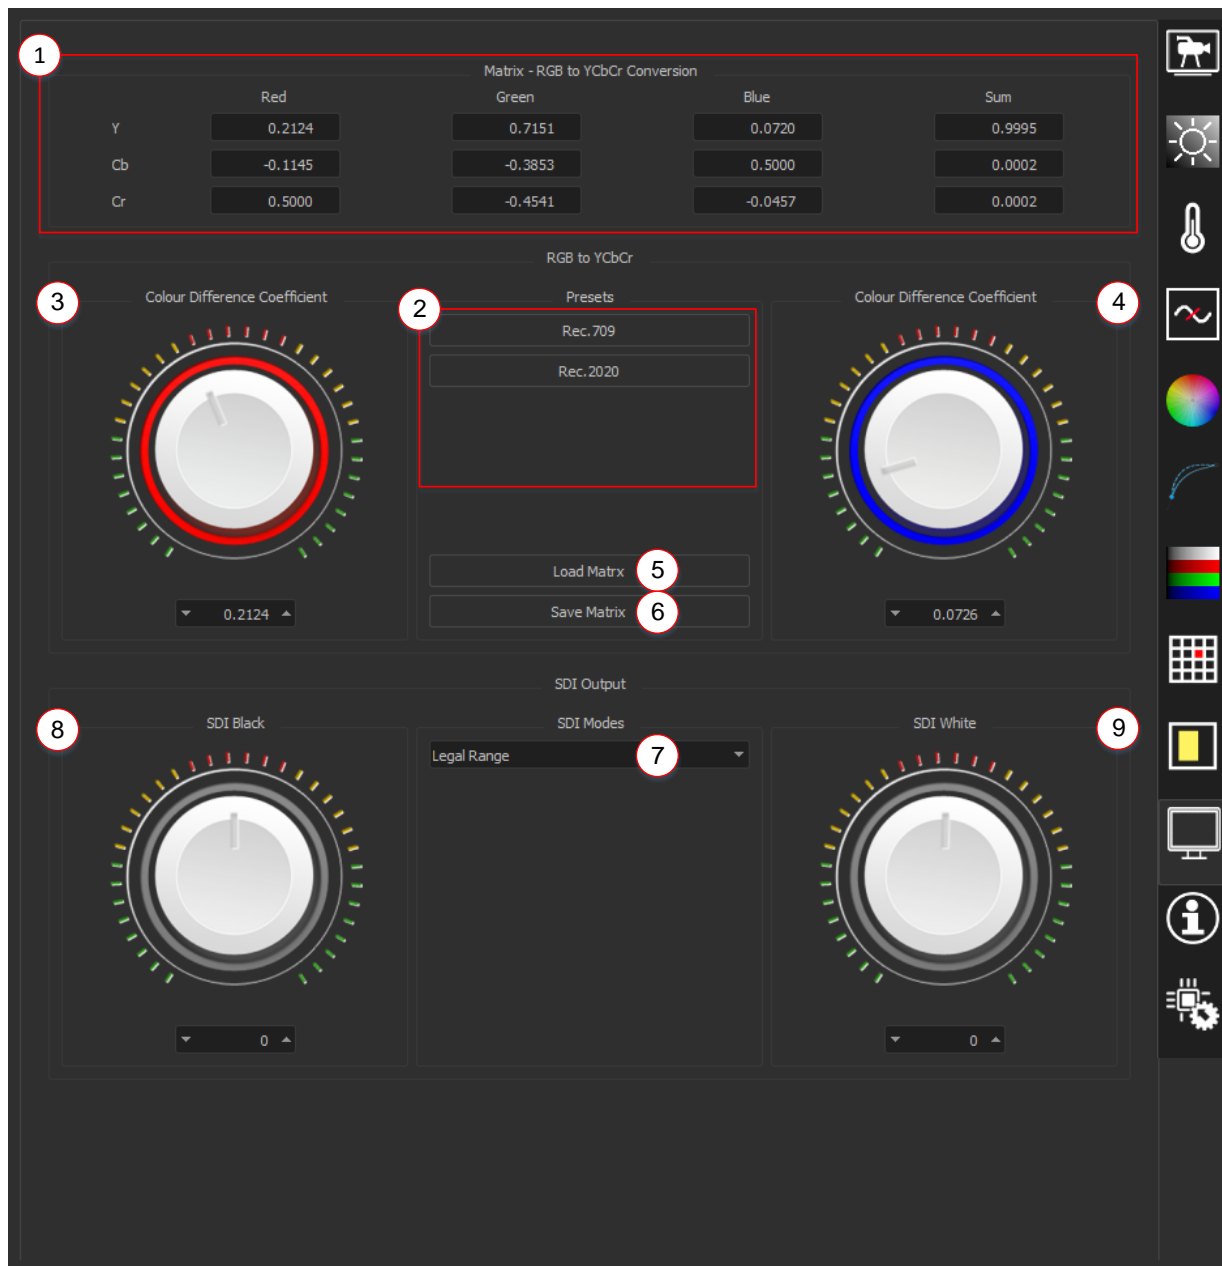 1
Matrix - RGB to YCbCr Conversion
Red Green Blue Sum
Y 0.2124 0.7151 0.0720 0.9995
Cb -0.1145 -0.3853 0.5000 0.0002
Cr 0.5000 -0.4541 -0.0457 0.0002
RGB to YCbCr
3 Colour Difference Coefficient 2 Presets Colour Difference Coefficient 4
Rec.709
Rec.2020
Load Matrx 5
Save Matrix 6
0.2124 0.0726
SDI Output
8 SDI Black SDI Modes SDI White 9
Legal Range 7
0 0